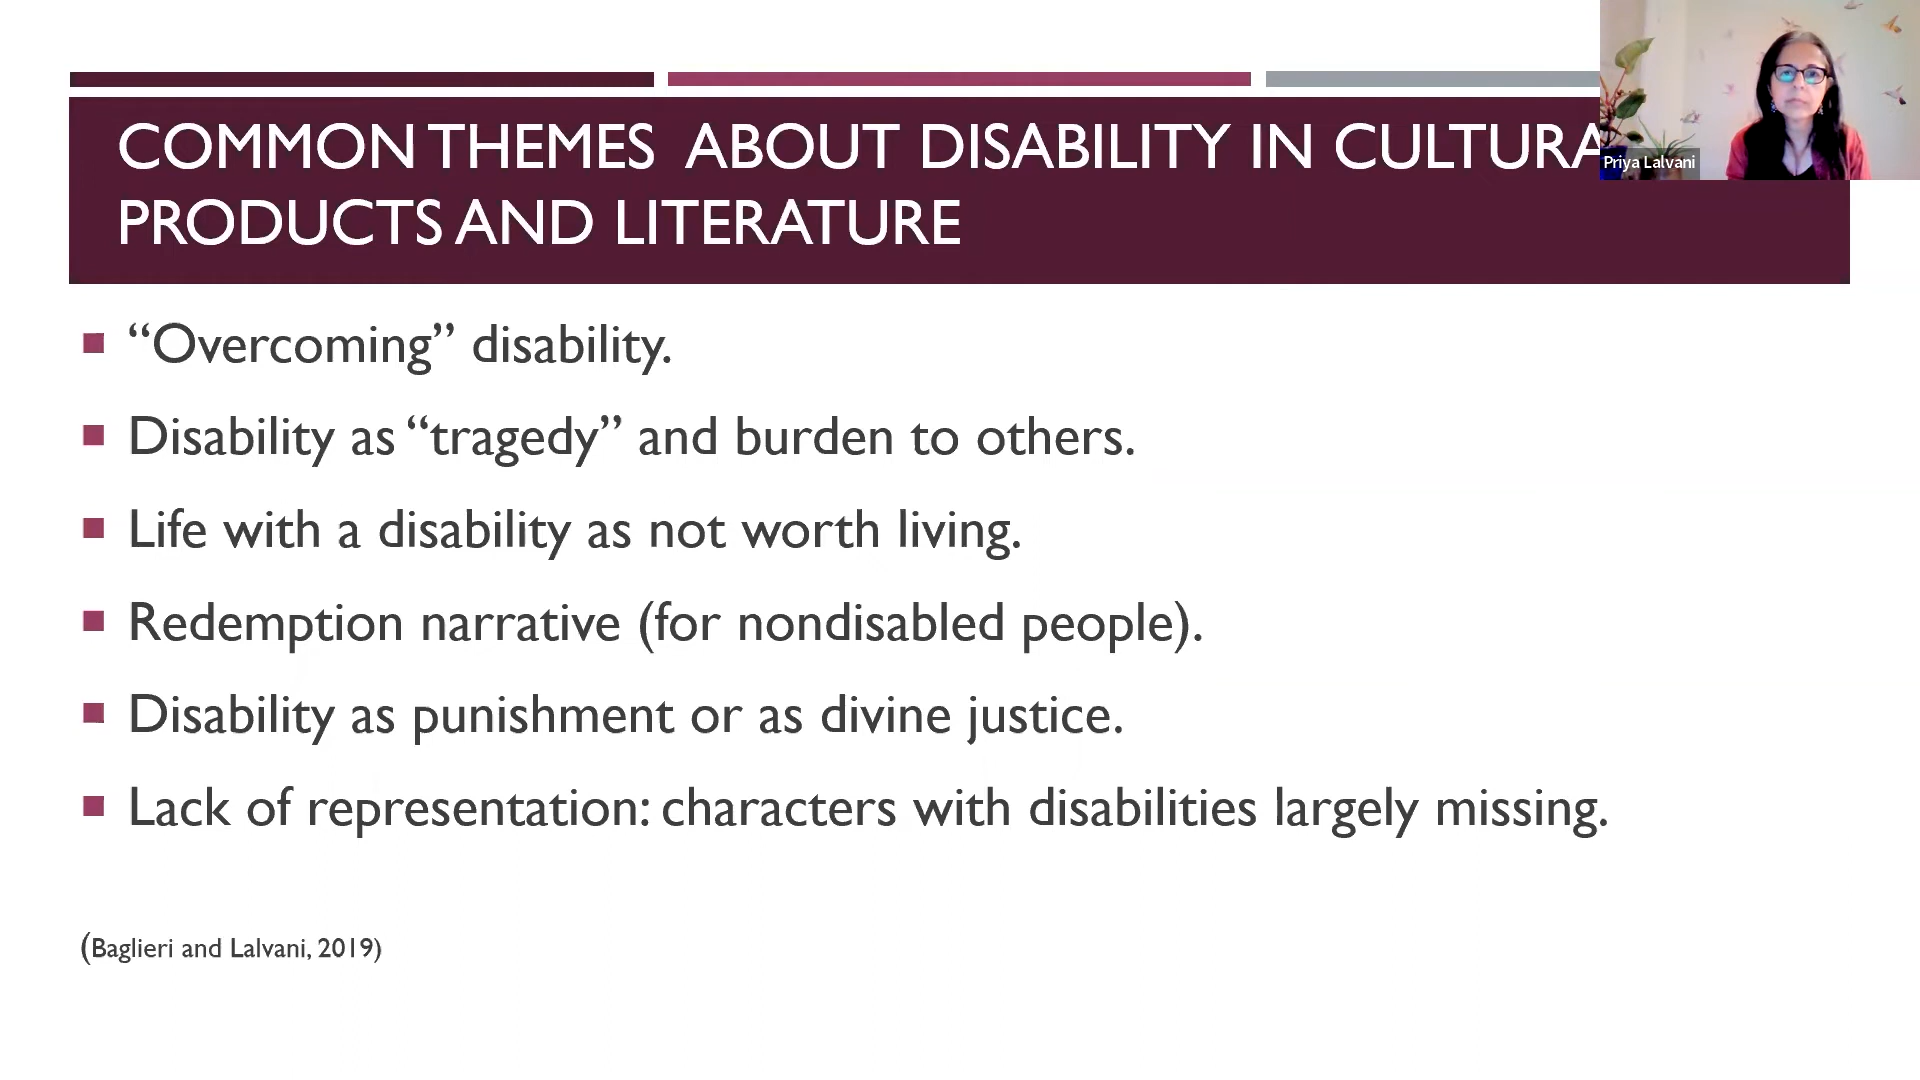 COMMON THEMES ABOUT DISABILITY IN CULTURA
PRODUCTS AND LITERATURE
Priya Lalvani
“Overcoming” disability.
Disability as “tragedy” and burden to others.
Life with a disability as not worth living.
Redemption narrative (for nondisabled people).
Disability as punishment or as divine justice.
Lack of representation: characters with disabilities largely missing.
(Baglieri and Lalvani, 2019)